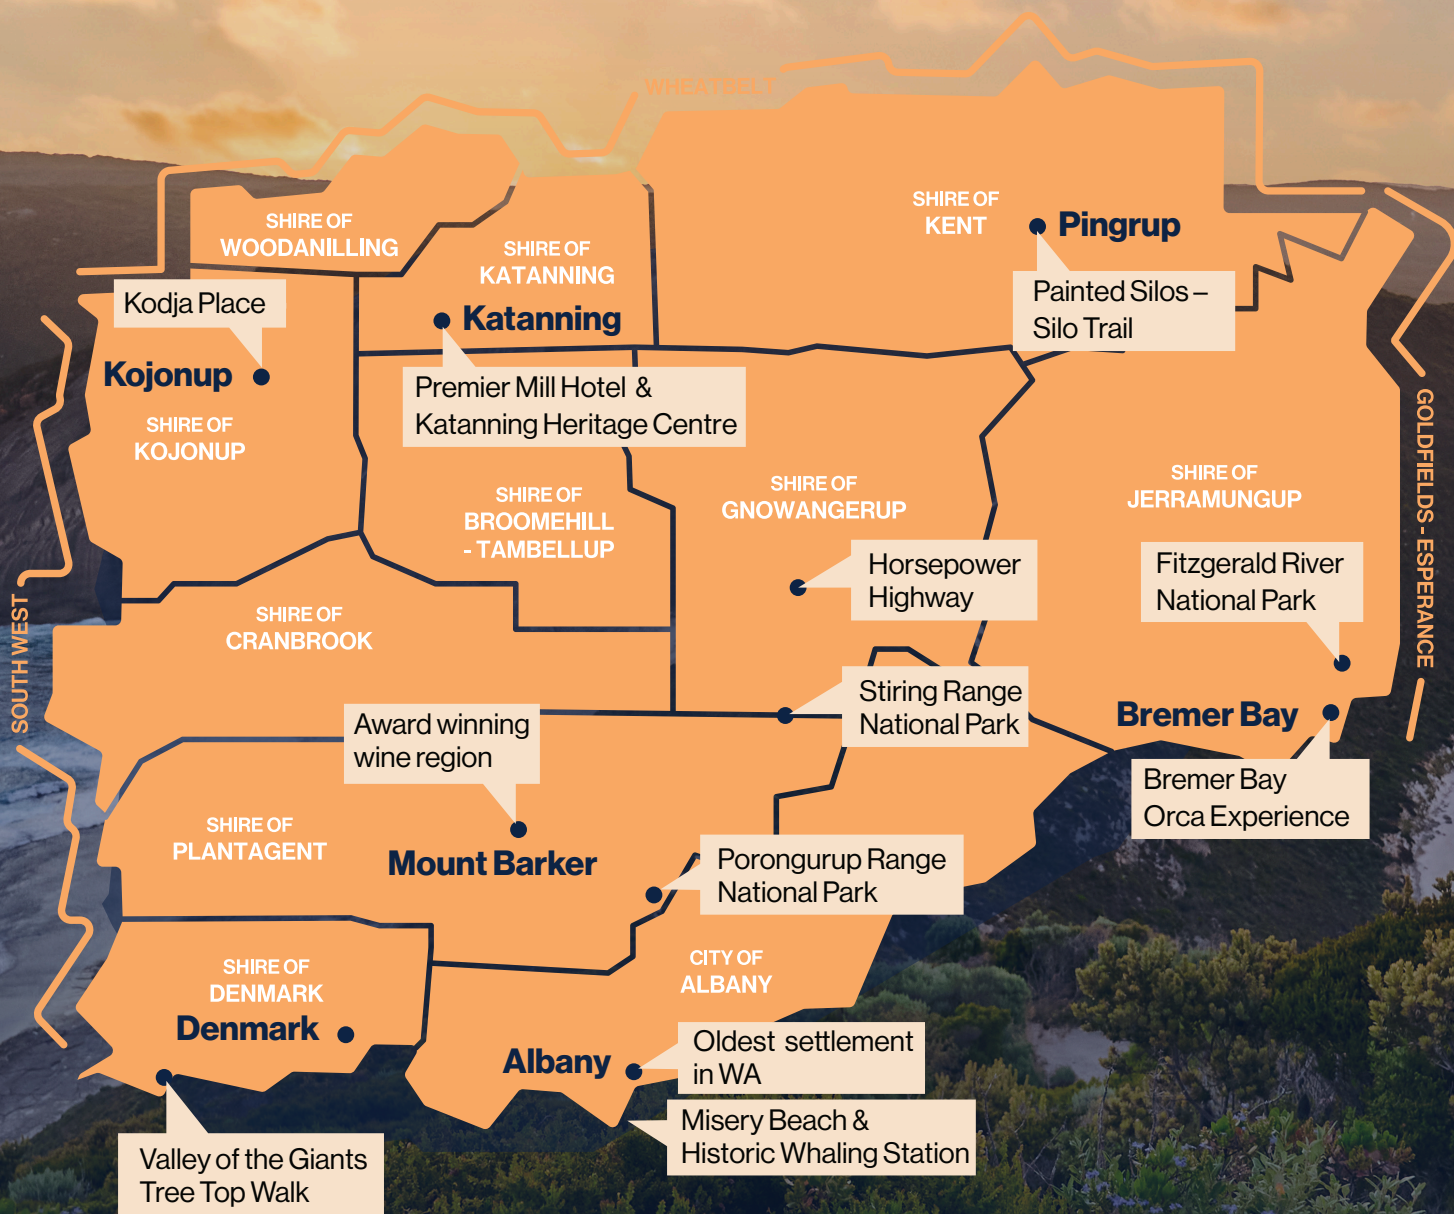 WHEATBELT
SHIRE OF
WOODANILLING
SHIRE OF
KATANNING
SHIRE OF
KENT
Pingrup
Painted Silos –
Silo Trail
Kodja Place
Katanning
Kojonup
Premier Mill Hotel &
Katanning Heritage Centre
SHIRE OF
KOJONUP
SHIRE OF
BROOMEHILL
- TAMBELLUP
SHIRE OF
GNOWANGERUP
SHIRE OF
JERRAMUNGUP
GOLDFIELDS - ESPERANCE
Horsepower
Highway
Fitzgerald River
National Park
SOUTH WEST
SHIRE OF
CRANBROOK
Stiring Range
National Park
Award winning
wine region
Bremer Bay
Bremer Bay
Orca Experience
SHIRE OF
PLANTAGENT
Mount Barker
Porongurup Range
National Park
SHIRE OF
DENMARK
Denmark
CITY OF
ALBANY
Albany
Oldest settlement
in WA
Misery Beach &
Historic Whaling Station
Valley of the Giants
Tree Top Walk